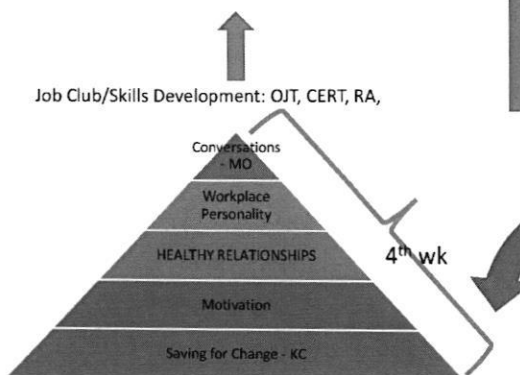 Job Club/Skills Development: OJT, CERT, RA,
Conversations
- MO
Workplace
Personality
HEALTHY RELATIONSHIPS
4th wk
Motivation
Saving for Change - KC